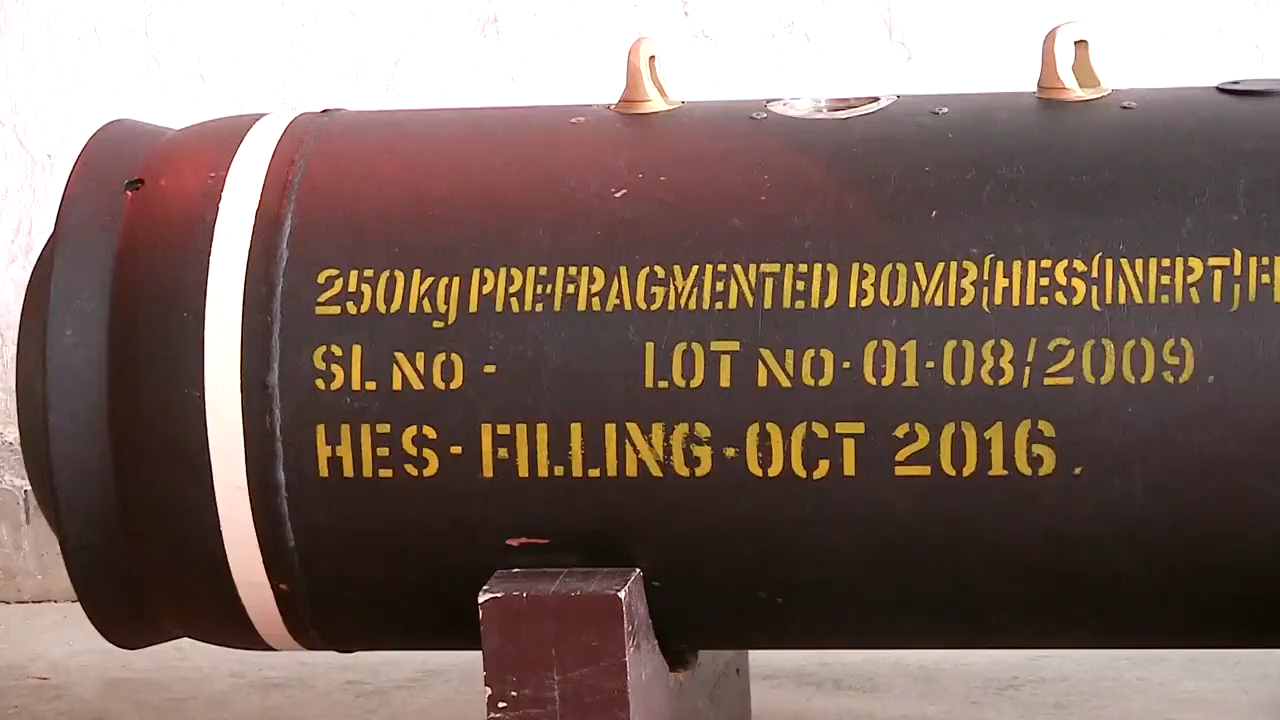 250kg PRE-FRAGMENTED BOMB(HES(INERT)
SL NO - LOT NO-01-08/2009.
HES-FILLING-OCT 2016.